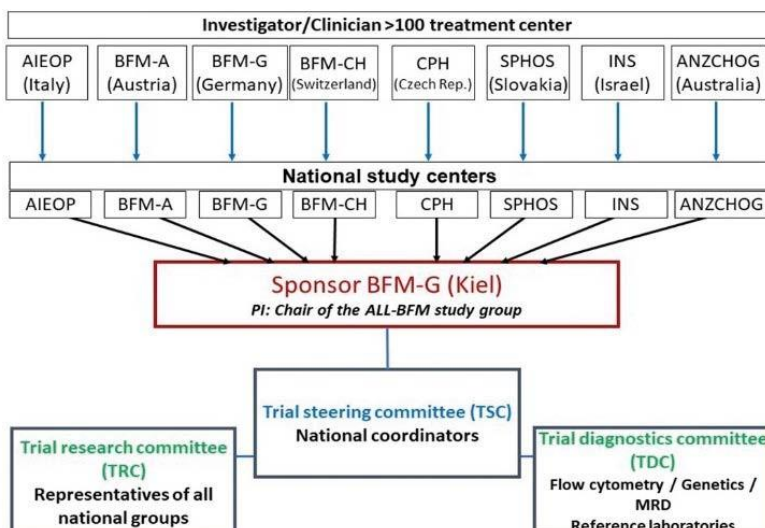 Investigator/Clinician >100 treatment center
AIEOP BFM-A BFM-G BFM-CH CPH SPHOS INS ANZCHOG
(Italy) (Austria) (Germany) (Switzerland) (Czech Rep.) (Slovakia) (Israel) (Australia)
National study centers
AIEOP BFM-A BFM-G BFM-CH CPH SPHOS INS ANZCHOG
Sponsor BFM-G (Kiel)
PI: Chair of the ALL-BFM study group
Trial steering committee (TSC)
National coordinators
Trial research committee
(TRC)
Representatives of all
national groups
Trial diagnostics committee
(TDC)
Flow cytometry / Genetics /
MRD
Reference laboratories